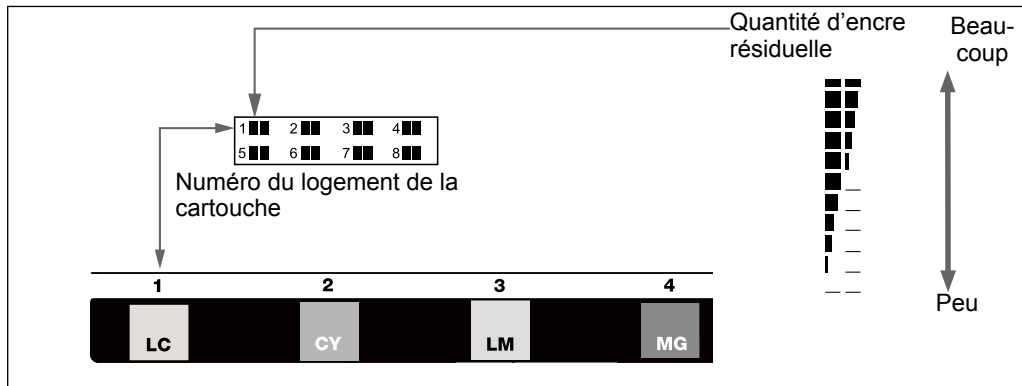 Quantité d’encre
résiduelle
Beau-
coup
1 2 3 4
5 6 7 8
Numéro du logement de la
cartouche
Peu
1 2 3 4
LC CY LM MG